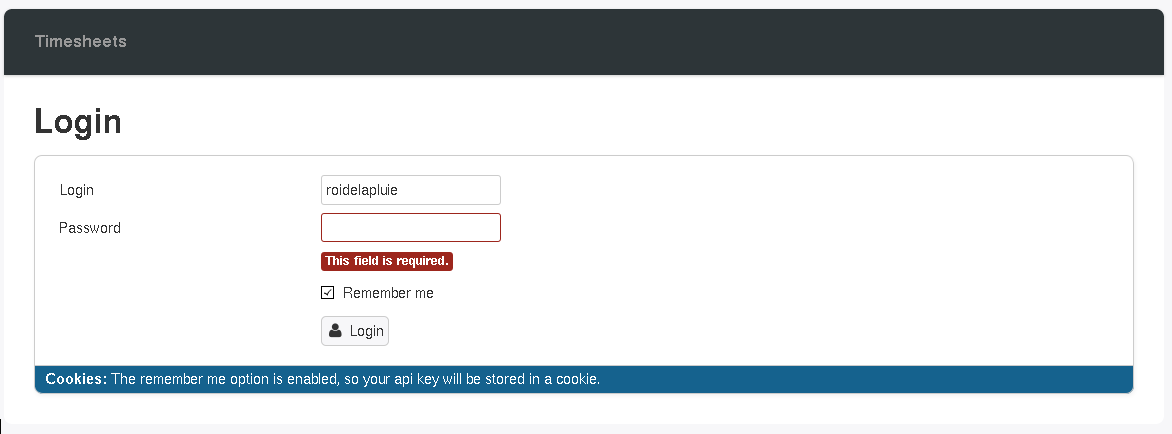 Timesheets
Login
Login roidelapluie
Password
This field is required.
Remember me
Login
Cookies: The remember me option is enabled, so your api key will be stored in a cookie.